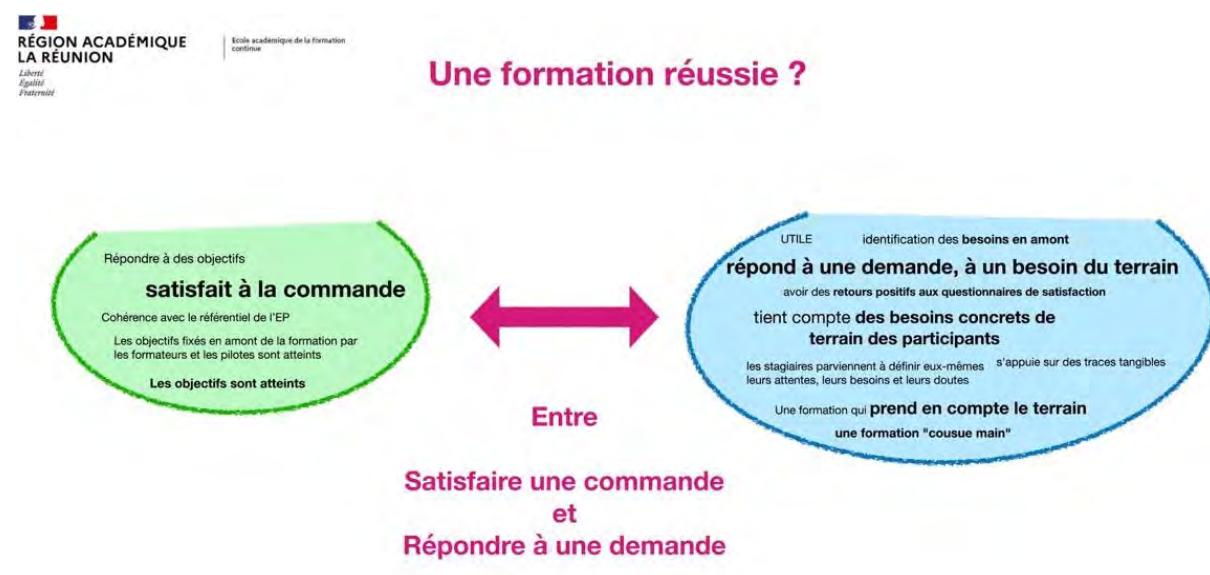 RÉGION ACADÉMIQUE
LA RÉUNION
Liberté
Égalité
Fraternité
Ecole académique de la formation
continue
Une formation réussie ?
Répondre à des objectifs
satisfait à la commande
Cohérence avec le référentiel de l'EP
Les objectifs fixés en amont de la formation par
les formateurs et les pilotes sont atteints
Les objectifs sont atteints
UTILE
identification des besoins en amont
répond à une demande, à un besoin du terrain
avoir des retours positifs aux questionnaires de satisfaction
tient compte des besoins concrets de
terrain des participants
les stagiaires parviennent à définir eux-mêmes
leurs attentes, leurs besoins et leurs doutes
s'appuie sur des traces tangibles
Une formation qui prend en compte le terrain
une formation "cousue main"
Entre
Satisfaire une commande
et
Répondre à une demande